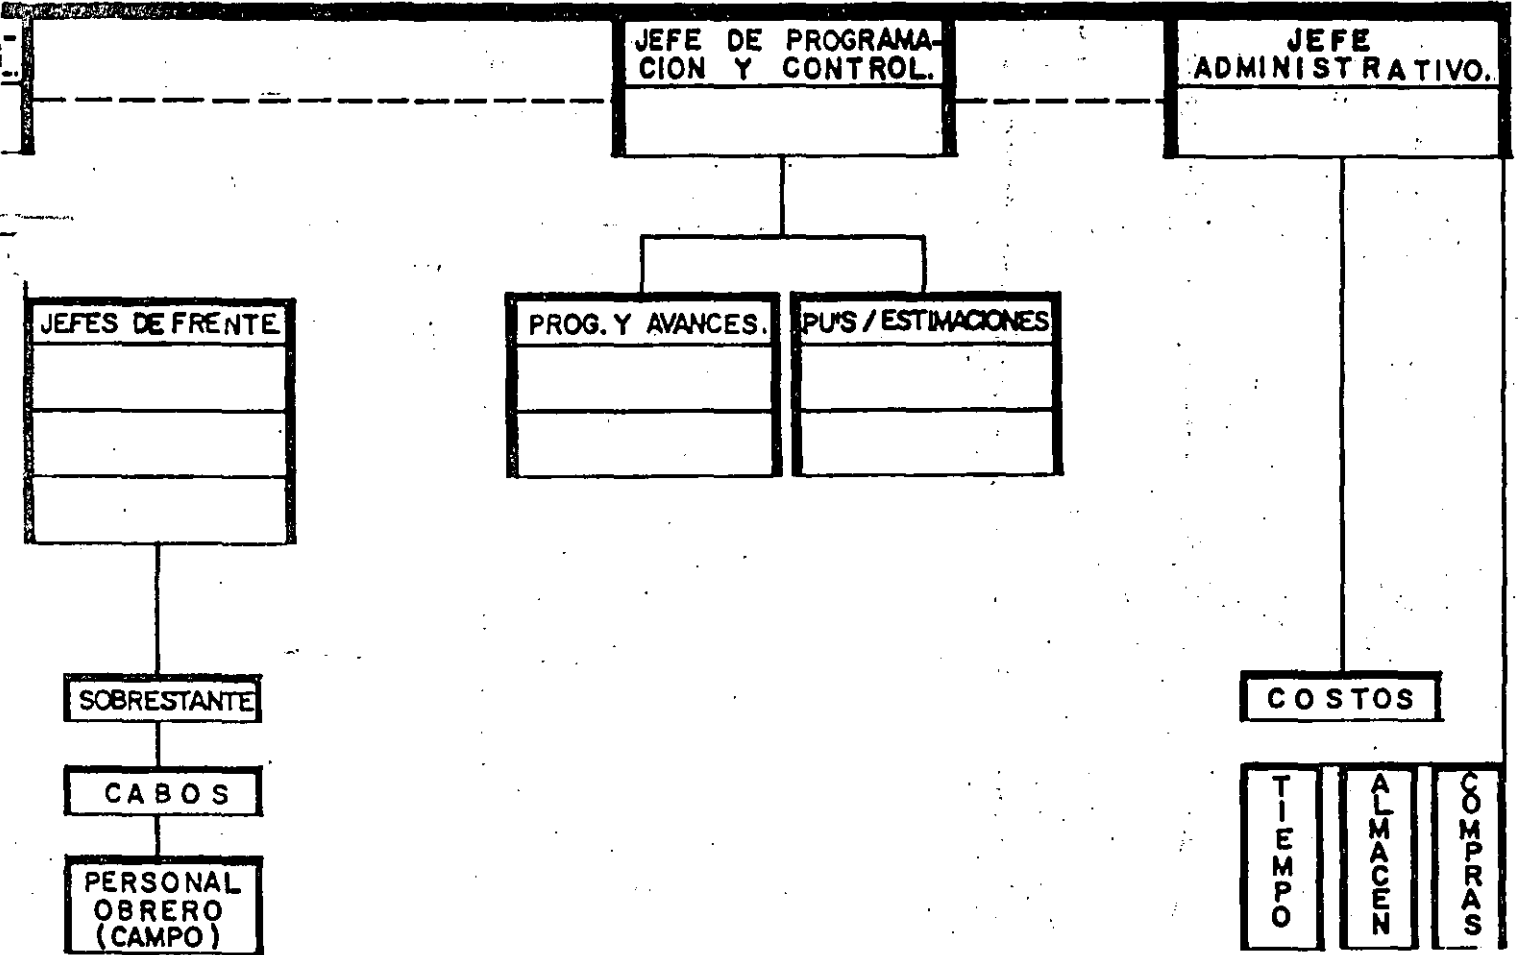 JEFE DE PROGRAMA-
CION Y CONTROL.
JEFE
ADMINISTRATIVO.
JEFES DE FRENTE
PROG. Y AVANCES.
PU'S / ESTIMACIONES
SOBRESTANTE
CABOS
PERSONAL
OBRERO
(CAMPO)
COSTOS
TIEMPO
ALMACEN
COMPRAS